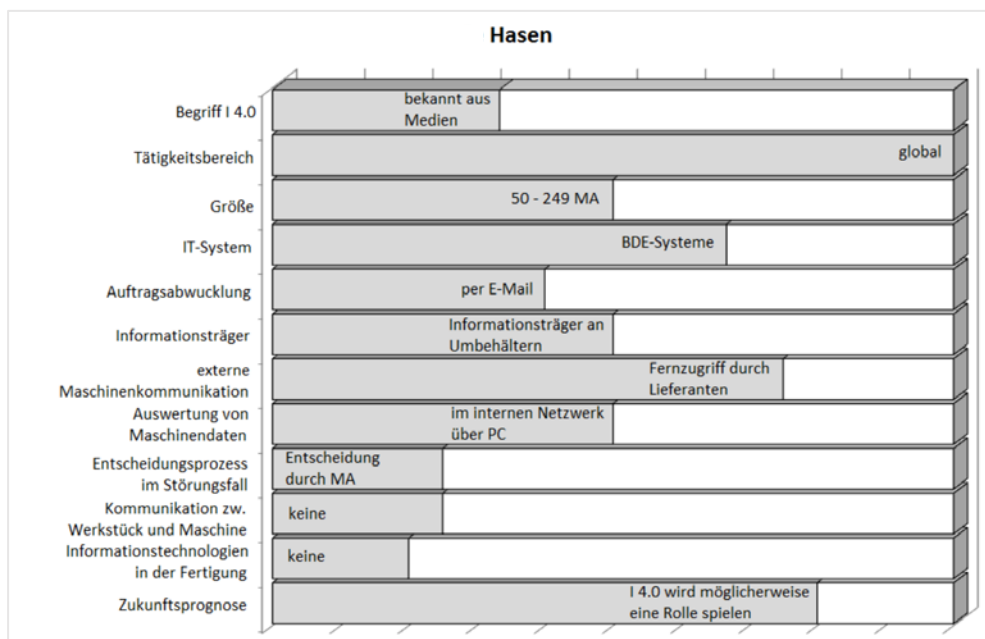 Hasen
Begriff I 4.0
bekannt aus
Medien
Tätigkeitsbereich
global
Größe
50 - 249 MA
IT-System
BDE-Systeme
Auftragsabwucklung
per E-Mail
Informationsträger
Informationsträger an
Umbehältern
externe
Maschinenkommunikation
Fernzugriff durch
Lieferanten
Auswertung von
Maschinendaten
im internen Netzwerk
über PC
Entscheidungsprozess
im Störungsfall
Entscheidung
durch MA
Kommunikation zw.
Werkstück und Maschine
keine
Informationstechnologien
in der Fertigung
keine
Zukunftsprognose
I 4.0 wird möglicherweise
eine Rolle spielen